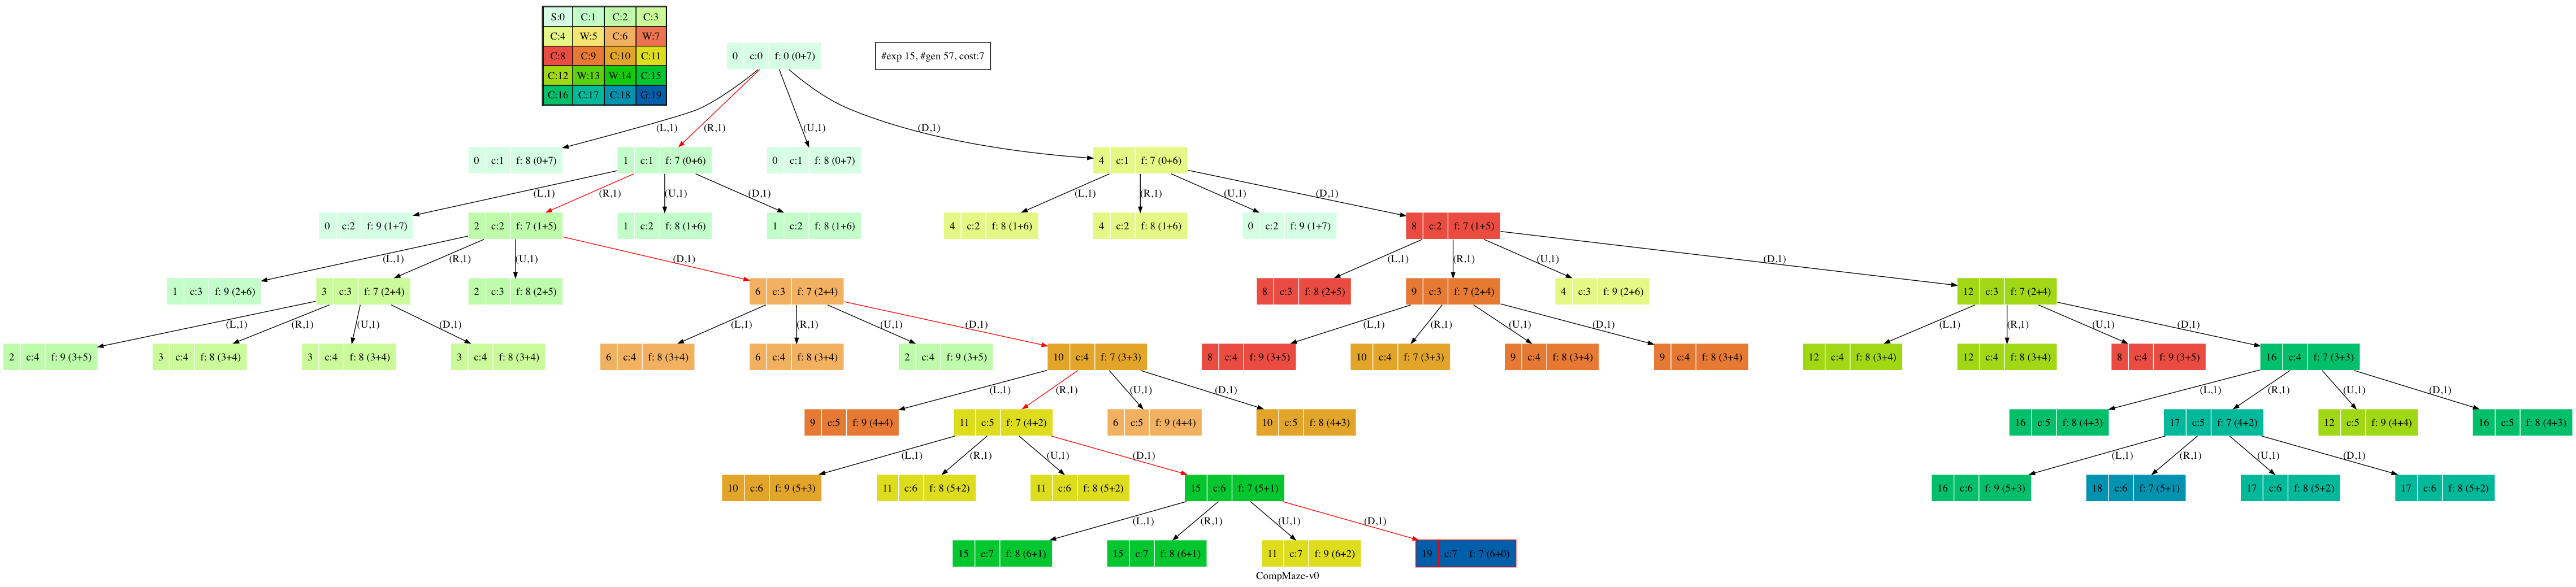 S:0 C:1 C:2 C:3
C:4 W:5 C:6 W:7
C:8 C:9 C:10 C:11
C:12 W:13 W:14 C:15
C:16 C:17 C:18 G:19
0 c:0 f: 0 (0+7)
#exp 15, #gen 57, cost:7
(L,1) (R,1) (U,1) (D,1)
0 c:1 f: 8 (0+7) 1 c:1 f: 7 (0+6) 0 c:1 f: 8 (0+7) 4 c:1 f: 7 (0+6)
(L,1) (R,1) (U,1) (D,1) (L,1) (R,1) (U,1) (D,1)
0 c:2 f: 9 (1+7) 2 c:2 f: 7 (1+5) 1 c:2 f: 8 (1+6) 1 c:2 f: 8 (1+6) 4 c:2 f: 8 (1+6) 4 c:2 f: 8 (1+6) 0 c:2 f: 9 (1+7) 8 c:2 f: 7 (1+5)
(L,1) (R,1) (U,1) (D,1) (L,1) (R,1) (U,1) (D,1)
1 c:3 f: 9 (2+6) 3 c:3 f: 7 (2+4) 2 c:3 f: 8 (2+5) 6 c:3 f: 7 (2+4) 8 c:3 f: 8 (2+5) 9 c:3 f: 7 (2+4) 4 c:3 f: 9 (2+6) 12 c:3 f: 7 (2+4)
(L,1) (R,1) (U,1) (D,1) (L,1) (R,1) (U,1) (D,1) (L,1) (R,1) (U,1) (D,1) (L,1) (R,1) (U,1) (D,1)
2 c:4 f: 9 (3+5) 3 c:4 f: 8 (3+4) 3 c:4 f: 8 (3+4) 3 c:4 f: 8 (3+4) 6 c:4 f: 8 (3+4) 6 c:4 f: 8 (3+4) 2 c:4 f: 9 (3+5) 10 c:4 f: 7 (3+3) 8 c:4 f: 9 (3+5) 10 c:4 f: 7 (3+3) 9 c:4 f: 8 (3+4) 9 c:4 f: 8 (3+4) 12 c:4 f: 8 (3+4) 12 c:4 f: 8 (3+4) 8 c:4 f: 9 (3+5) 16 c:4 f: 7 (3+3)
(L,1) (R,1) (U,1) (D,1) (L,1) (R,1) (U,1) (D,1)
9 c:5 f: 9 (4+4) 11 c:5 f: 7 (4+2) 6 c:5 f: 9 (4+4) 10 c:5 f: 8 (4+3) 16 c:5 f: 8 (4+3) 17 c:5 f: 7 (4+2) 12 c:5 f: 9 (4+4) 16 c:5 f: 8 (4+3)
(L,1) (R,1) (U,1) (D,1) (L,1) (R,1) (U,1) (D,1)
10 c:6 f: 9 (5+3) 11 c:6 f: 8 (5+2) 11 c:6 f: 8 (5+2) 15 c:6 f: 7 (5+1) 16 c:6 f: 9 (5+3) 18 c:6 f: 7 (5+1) 17 c:6 f: 8 (5+2) 17 c:6 f: 8 (5+2)
(L,1) (R,1) (U,1) (D,1)
15 c:7 f: 8 (6+1) 15 c:7 f: 8 (6+1) 11 c:7 f: 9 (6+2) 19 c:7 f: 7 (6+0)
CompMaze-v0